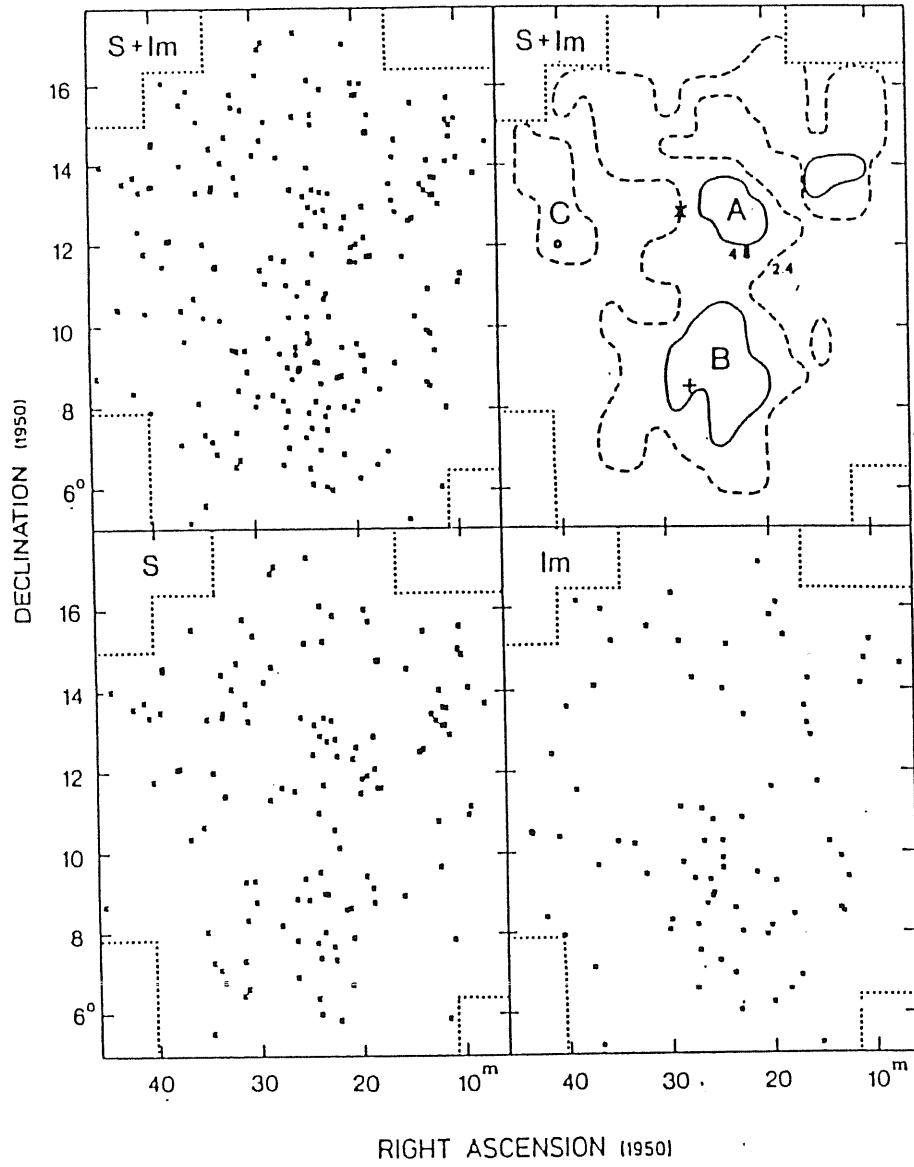 S+Im
S+Im
16
14
12
10
8
6°
A
C
4.8
2.4
B
DECLINATION (1950)
S
Im
16
14
12
10
8
6°
40 30 20 10ᵐ
40 30 20 10ᵐ
RIGHT ASCENSION (1950)